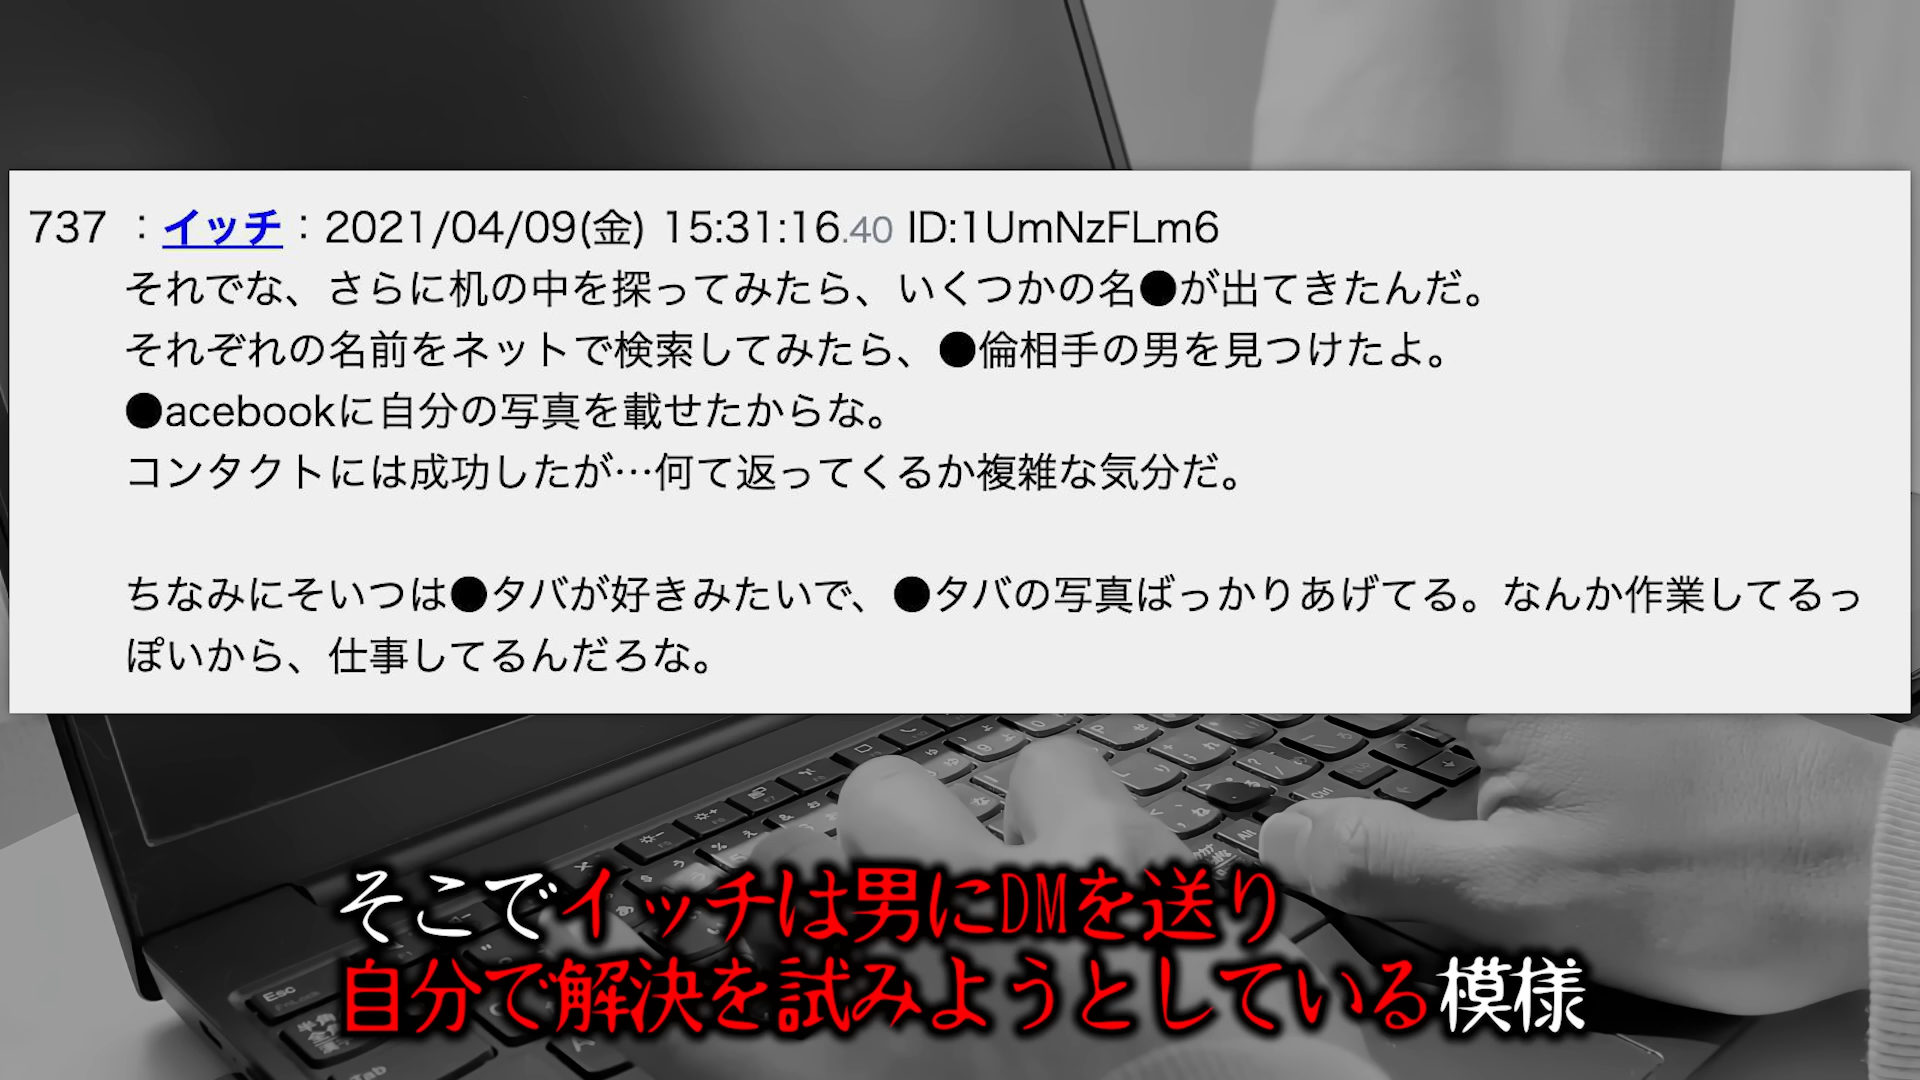 737 ：イッチ：2021/04/09(金) 15:31:16.40 ID:1UmNzFLm6
それでな、さらに机の中を探ってみたら、いくつかの名●が出てきたんだ。
それぞれの名前をネットで検索してみたら、●倫相手の男を見つけたよ。
●acebookに自分の写真を載せたからな。
コンタクトには成功したが…何て返ってくるか複雑な気分だ。
ちなみにそいつは●タバが好きみたいで、●タバの写真ばっかりあげてる。なんか作業してるっ
ぽいから、仕事してるんだろな。
そこでイッチは男にDMを送り
自分で解決を試みようとしている模様
Esc
Tab
Alt
Ctrl